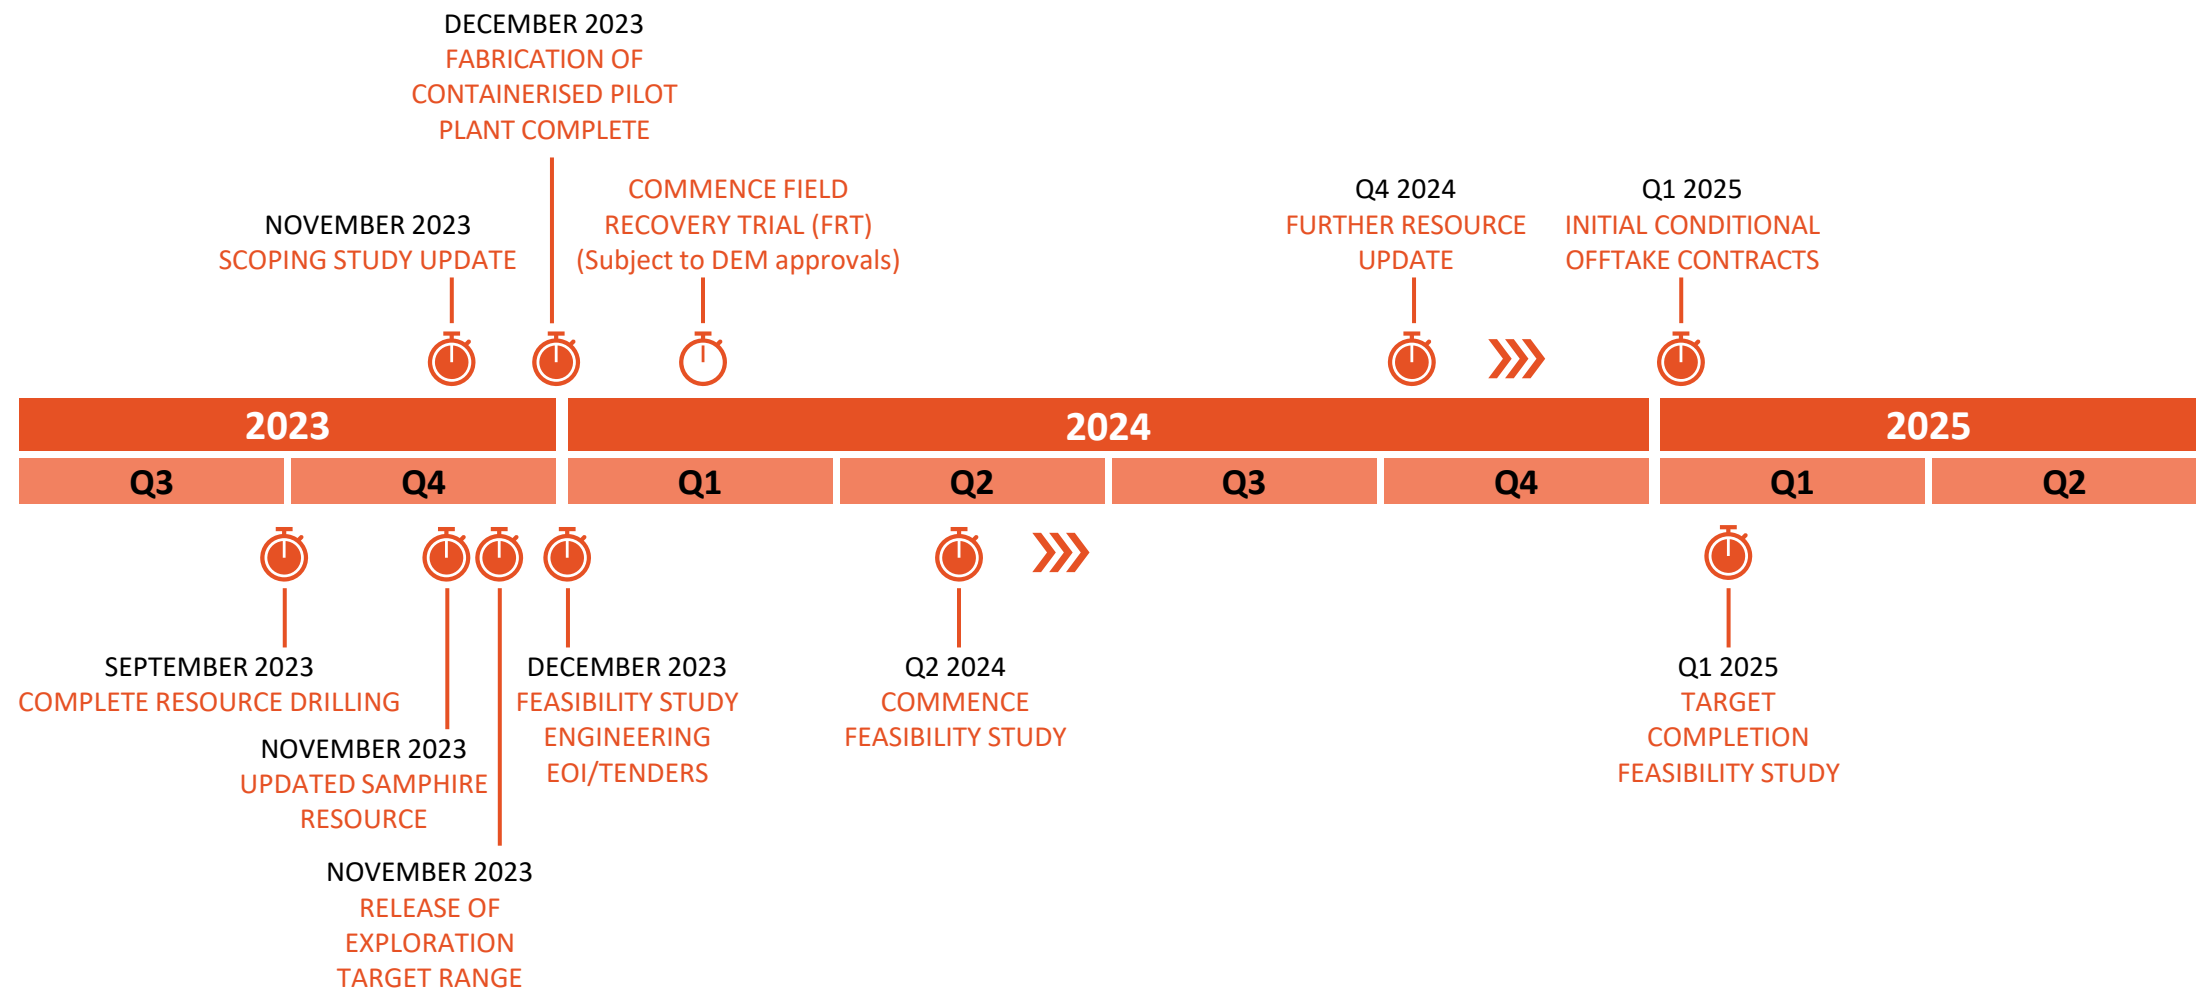 DECEMBER 2023
FABRICATION OF
CONTAINERISED PILOT
PLANT COMPLETE
NOVEMBER 2023
SCOPING STUDY UPDATE
COMMENCE FIELD
RECOVERY TRIAL (FRT)
(Subject to DEM approvals)
Q4 2024
FURTHER RESOURCE
UPDATE
Q1 2025
INITIAL CONDITIONAL
OFFTAKE CONTRACTS
2023
2024
2025
Q3
Q4
Q1
Q2
Q3
Q4
Q1
Q2
SEPTEMBER 2023
COMPLETE RESOURCE DRILLING
NOVEMBER 2023
UPDATED SAMPHIRE
RESOURCE
NOVEMBER 2023
RELEASE OF
EXPLORATION
TARGET RANGE
DECEMBER 2023
FEASIBILITY STUDY
ENGINEERING
EOI/TENDERS
Q2 2024
COMMENCE
FEASIBILITY STUDY
Q1 2025
TARGET
COMPLETION
FEASIBILITY STUDY